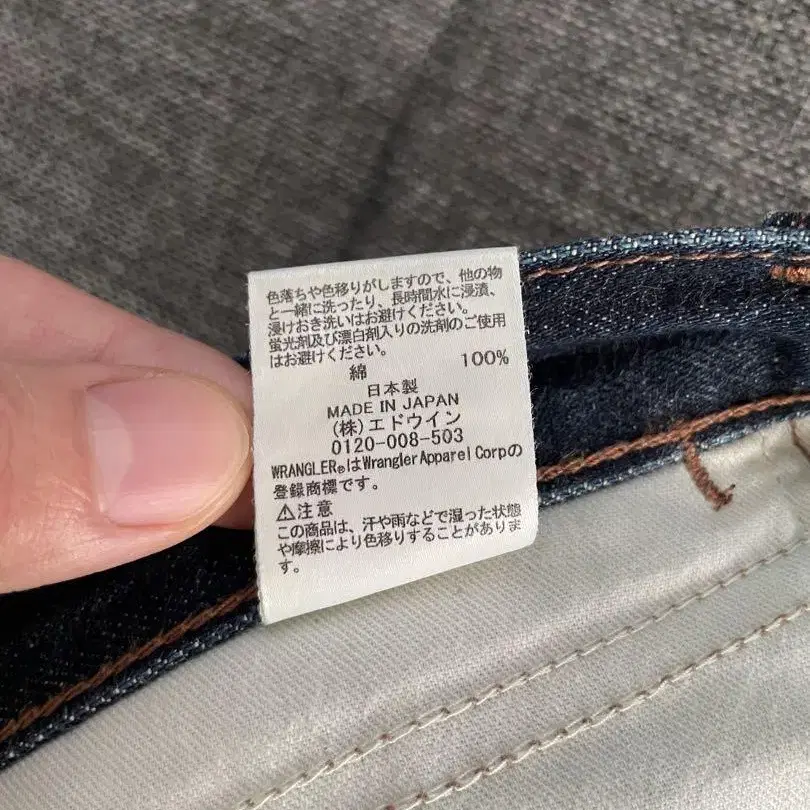 色落ちや色移りがしますので、他の物
と一緒に洗ったり、長時間水に浸漬、
浸けおき洗いはお避けください。
蛍光剤及び漂白剤入りの洗剤のご使用
はお避けください。
綿 100%
日本製
MADE IN JAPAN
(株)エドウイン
0120-008-503
WRANGLER®はWrangler Apparel Corpの
登録商標です。
⚠注意
この商品は、汗や雨などで湿った状態
や摩擦により色移りすることがありま
す。